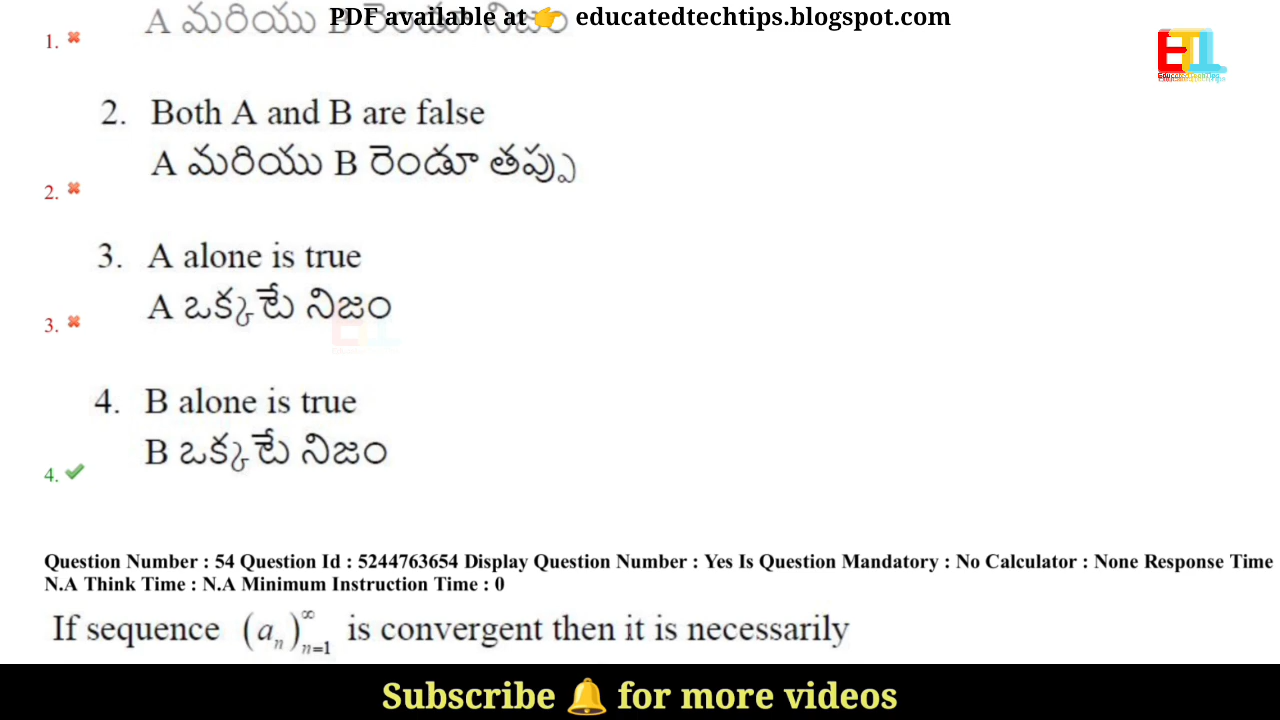 PDF available at 👉 educatedtechtips.blogspot.com
A మరియు B రెండూ నిజం
1. ✖
ETL
2. Both A and B are false
A మరియు B రెండూ తప్పు
2. ✖
3. A alone is true
A ఒక్కటే నిజం
3. ✖
4. B alone is true
B ఒక్కటే నిజం
4. ✔
Question Number : 54 Question Id : 5244763654 Display Question Number : Yes Is Question Mandatory : No Calculator : None Response Time
N.A Think Time : N.A Minimum Instruction Time : 0
If sequence (aₙ)ₙ₌₁^∞ is convergent then it is necessarily
Subscribe 🔔 for more videos